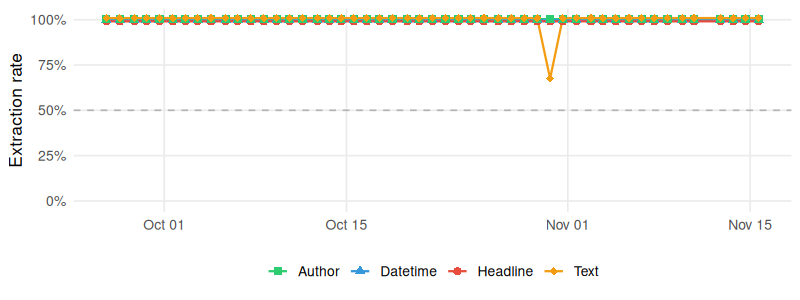 100%
75%
50%
25%
0%
Extraction rate
Oct 01 Oct 15 Nov 01 Nov 15
Author Datetime Headline Text